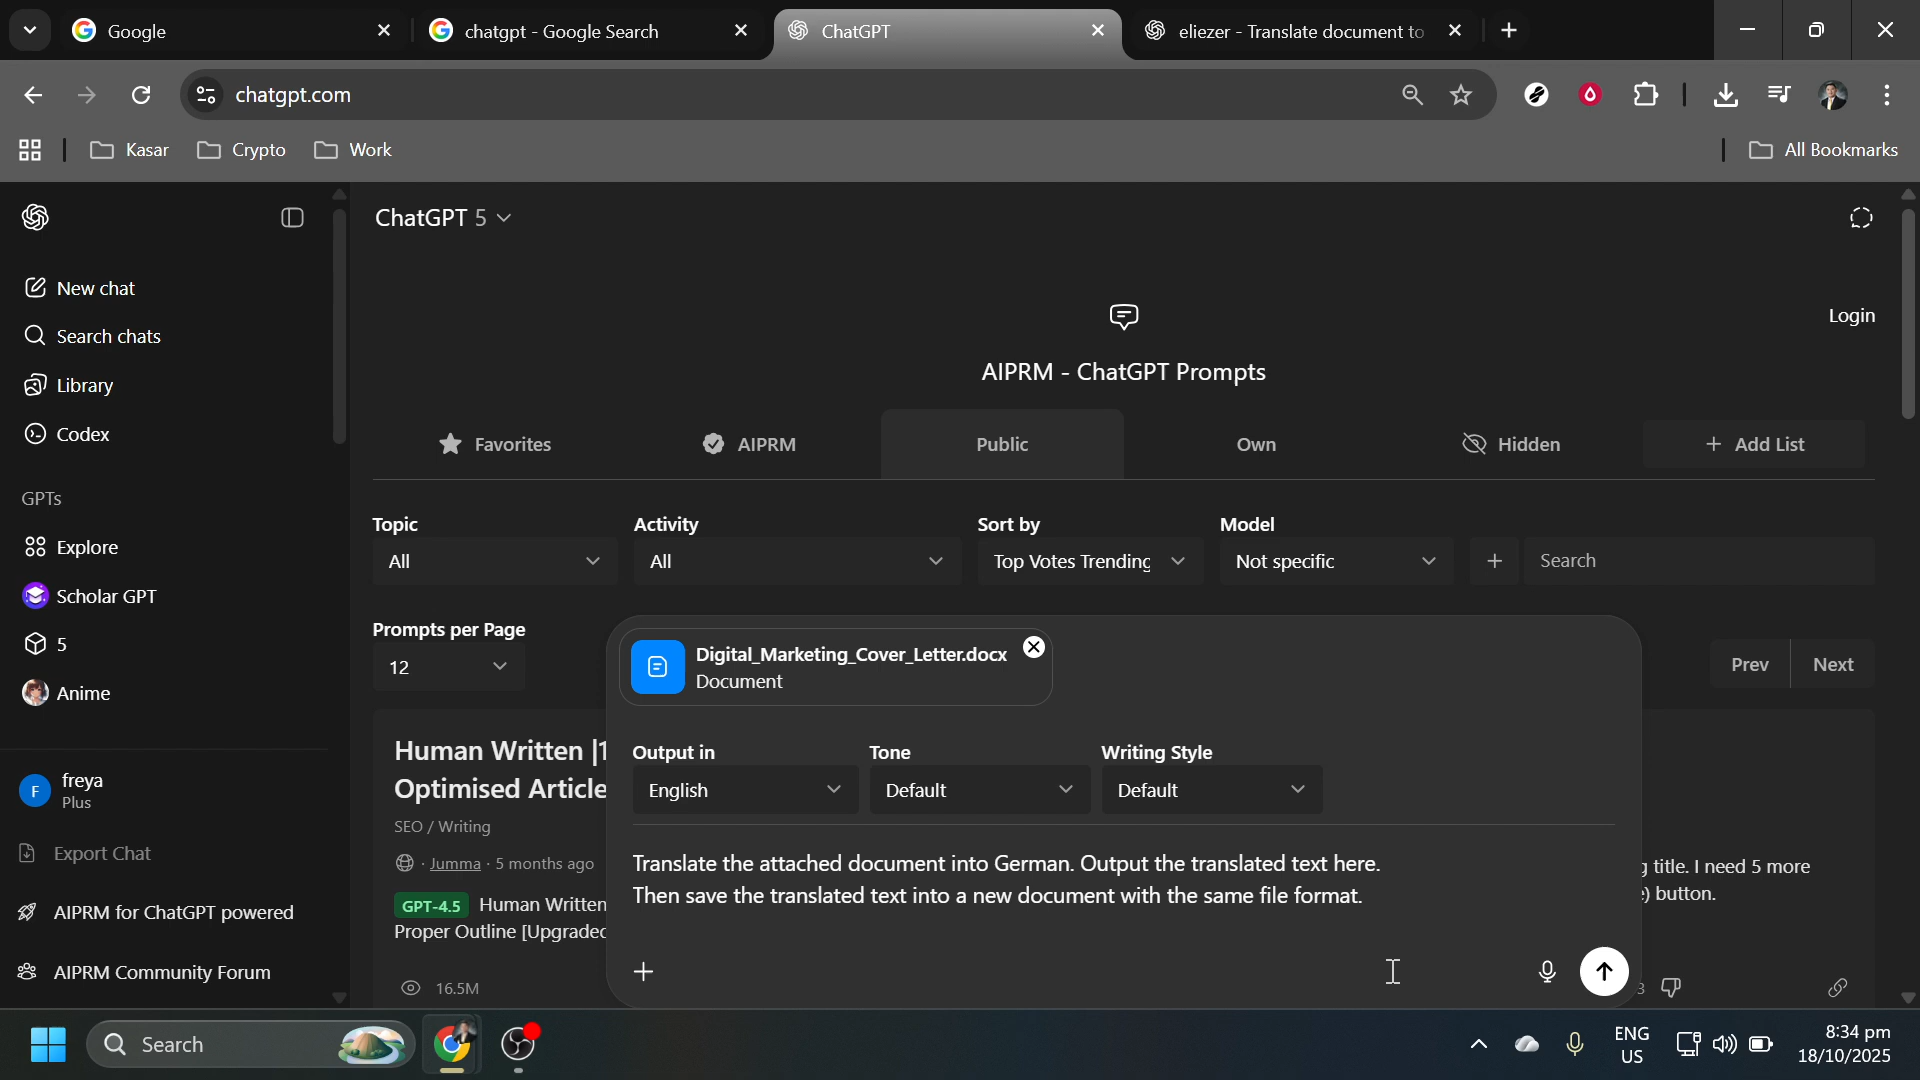 Google
chatgpt - Google Search
ChatGPT
eliezer - Translate document to
chatgpt.com
Kasar
Crypto
Work
All Bookmarks
ChatGPT 5
New chat
Search chats
Library
Codex
GPTs
Explore
Scholar GPT
5
Anime
F
freya
Plus
Export Chat
AIPRM for ChatGPT powered
AIPRM Community Forum
Login
AIPRM - ChatGPT Prompts
Favorites
AIPRM
Public
Own
Hidden
+ Add List
Topic
Activity
Sort by
Model
All
All
Top Votes Trending
Not specific
Search
Prompts per Page
12
Prev
Next
Digital_Marketing_Cover_Letter.docx
Document
Human Written |1
Optimised Article
SEO / Writing
· Jumma · 5 months ago
GPT-4.5 Human Written
Proper Outline [Upgraded
16.5M
Output in
Tone
Writing Style
English
Default
Default
Translate the attached document into German. Output the translated text here.
Then save the translated text into a new document with the same file format.
title. I need 5 more
) button.
3
Search
ENG
US
8:34 pm
18/10/2025